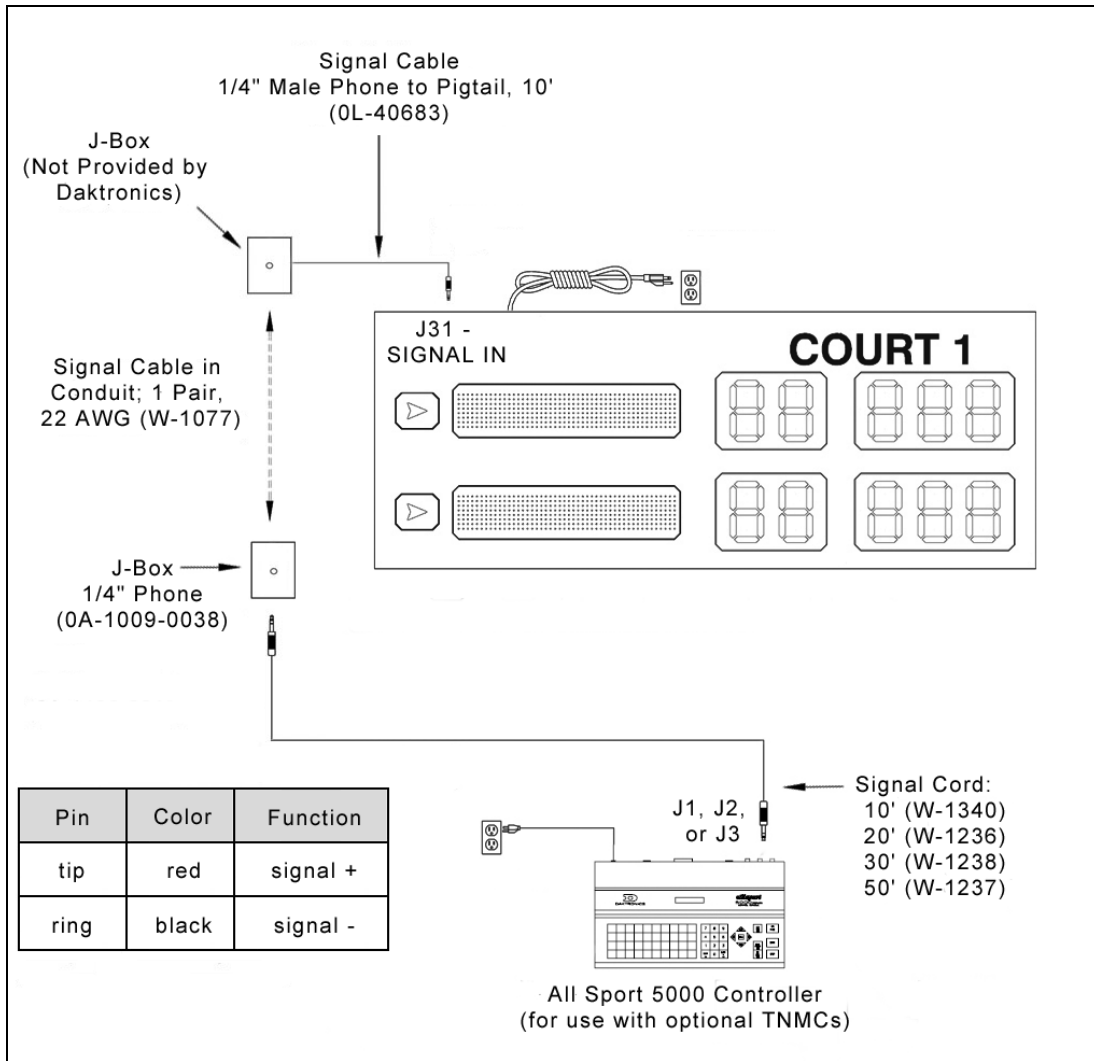 Signal Cable
1/4" Male Phone to Pigtail, 10'
(0L-40683)
J-Box
(Not Provided by
Daktronics)
J31 -
SIGNAL IN
COURT 1
Signal Cable in
Conduit; 1 Pair,
22 AWG (W-1077)
J-Box
1/4" Phone
(0A-1009-0038)
Pin Color Function
tip red signal +
ring black signal -
J1, J2,
or J3
Signal Cord:
10' (W-1340)
20' (W-1236)
30' (W-1238)
50' (W-1237)
DAKTRONICS
allsport
All Sport 5000 Controller
(for use with optional TNMCs)